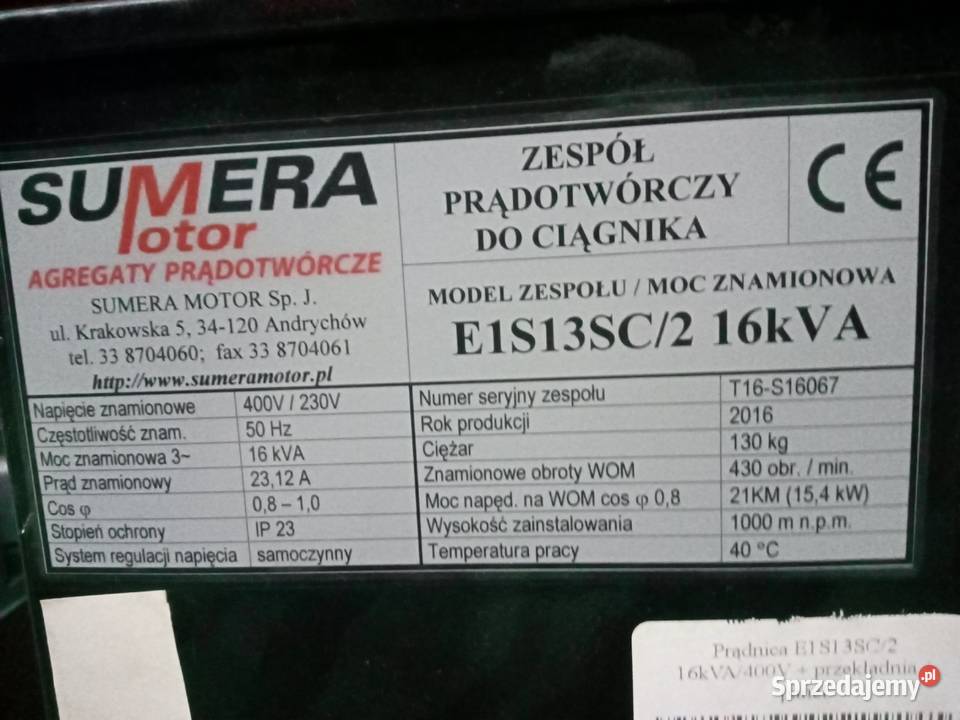 SUMERA
Motor
AGREGATY PRĄDOTWÓRCZE
SUMERA MOTOR Sp. J.
ul. Krakowska 5, 34-120 Andrychów
tel. 33 8704060; fax 33 8704061
http://www.sumeramotor.pl
ZESPÓŁ
PRĄDOTWÓRCZY
DO CIĄGNIKA
CE
MODEL ZESPOŁU / MOC ZNAMIONOWA
E1S13SC/2 16kVA
Napięcie znamionowe 400V / 230V
Częstotliwość znam. 50 Hz
Moc znamionowa 3~ 16 kVA
Prąd znamionowy 23,12 A
Cos φ 0,8 – 1,0
Stopień ochrony IP 23
System regulacji napięcia samoczynny
Numer seryjny zespołu T16-S16067
Rok produkcji 2016
Ciężar 130 kg
Znamionowe obroty WOM 430 obr. / min.
Moc napęd. na WOM cos φ 0,8 21KM (15,4 kW)
Wysokość zainstalowania 1000 m n.p.m.
Temperatura pracy 40 °C
Prądnica E1S13SC/2
16kVA/400V + przekładnia
Sprzedajemy.pl